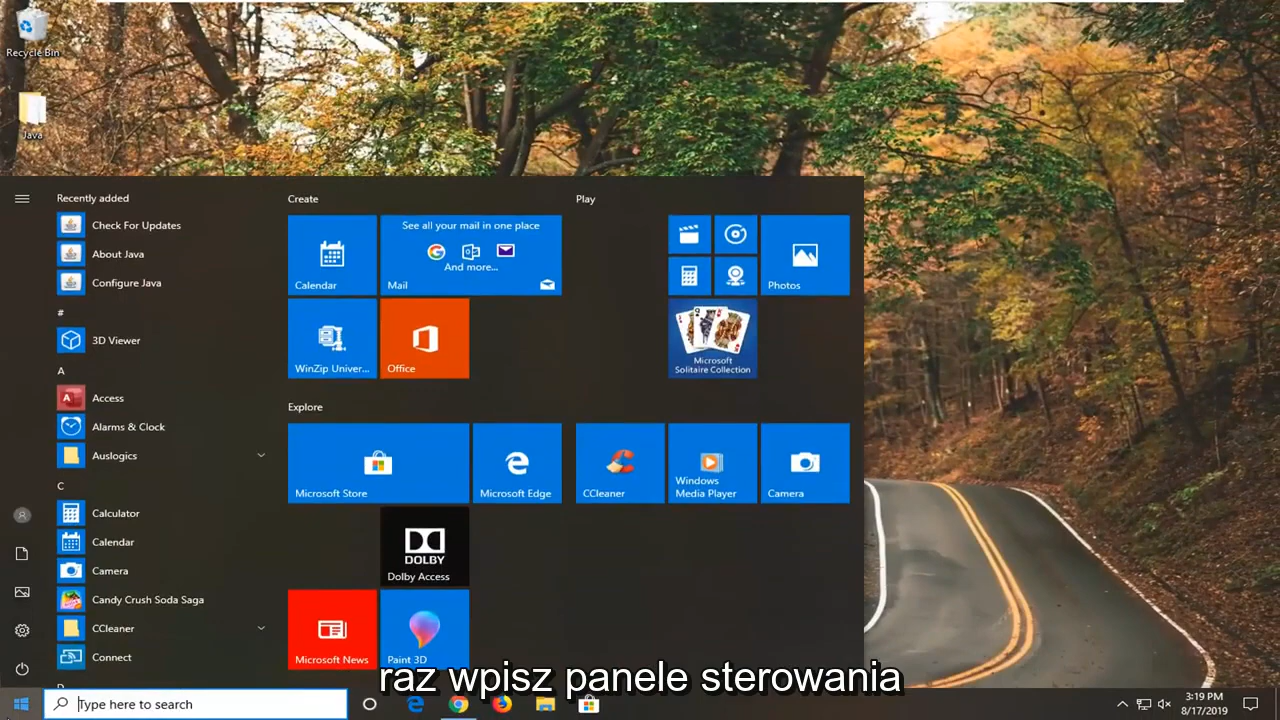 Recycle Bin
Java
Recently added
Check For Updates
About Java
Configure Java
#
3D Viewer
A
Access
Alarms & Clock
Auslogics
C
Calculator
Calendar
Camera
Candy Crush Soda Saga
CCleaner
Connect
Create
See all your mail in one place
And more...
Calendar
Mail
WinZip Univer...
Office
Explore
Microsoft Store
Microsoft Edge
DOLBY
Dolby Access
Microsoft News
Paint 3D
Play
Photos
Microsoft
Solitaire Collection
CCleaner
Windows
Media Player
Camera
raz wpisz panele sterowania
Type here to search
3:19 PM
8/17/2019